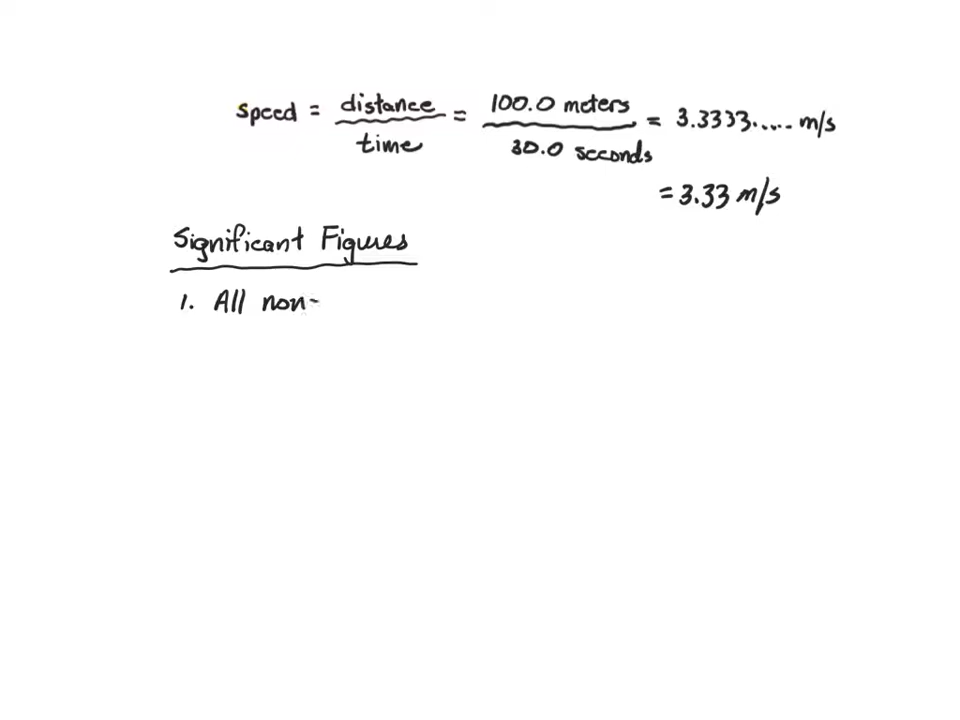 speed = distance / time = 100.0 meters / 30.0 seconds = 3.3333..... m/s
= 3.33 m/s
Significant Figures
1. All non-